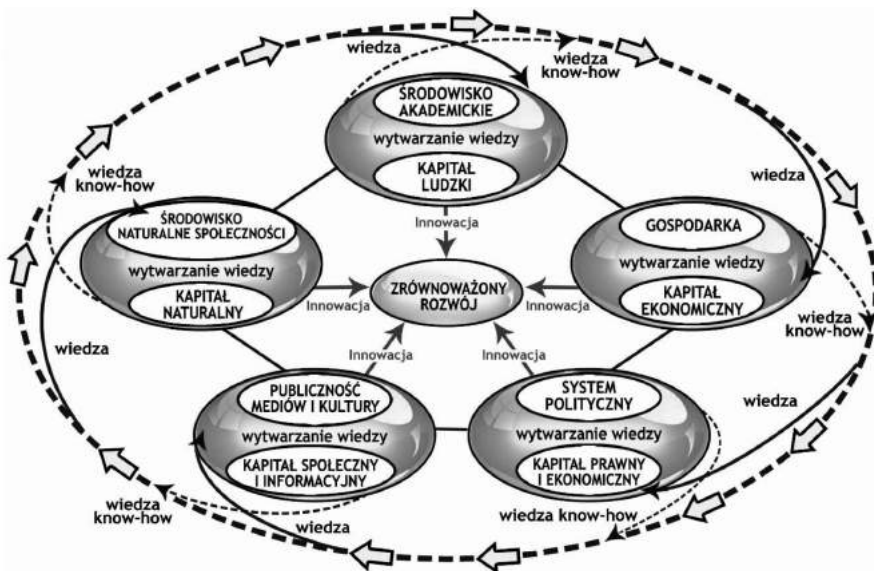 wiedza
wiedza
know-how
ŚRODOWISKO
AKADEMICKIE
wytwarzanie wiedzy
KAPITAŁ
LUDZKI
wiedza
know-how
wiedza
Innowacja
ŚRODOWISKO
NATURALNE SPOŁECZNOŚCI
wytwarzanie wiedzy
KAPITAŁ
NATURALNY
GOSPODARKA
wytwarzanie wiedzy
KAPITAŁ
EKONOMICZNY
ZRÓWNOWAŻONY
ROZWÓJ
Innowacja
Innowacja
wiedza
know-how
wiedza
Innowacja
Innowacja
PUBLICZNOŚĆ
MEDIÓW I KULTURY
wytwarzanie wiedzy
KAPITAŁ SPOŁECZNY
I INFORMACYJNY
SYSTEM
POLITYCZNY
wytwarzanie wiedzy
KAPITAŁ PRAWNY
I EKONOMICZNY
wiedza
wiedza
know-how
wiedza
wiedza know-how